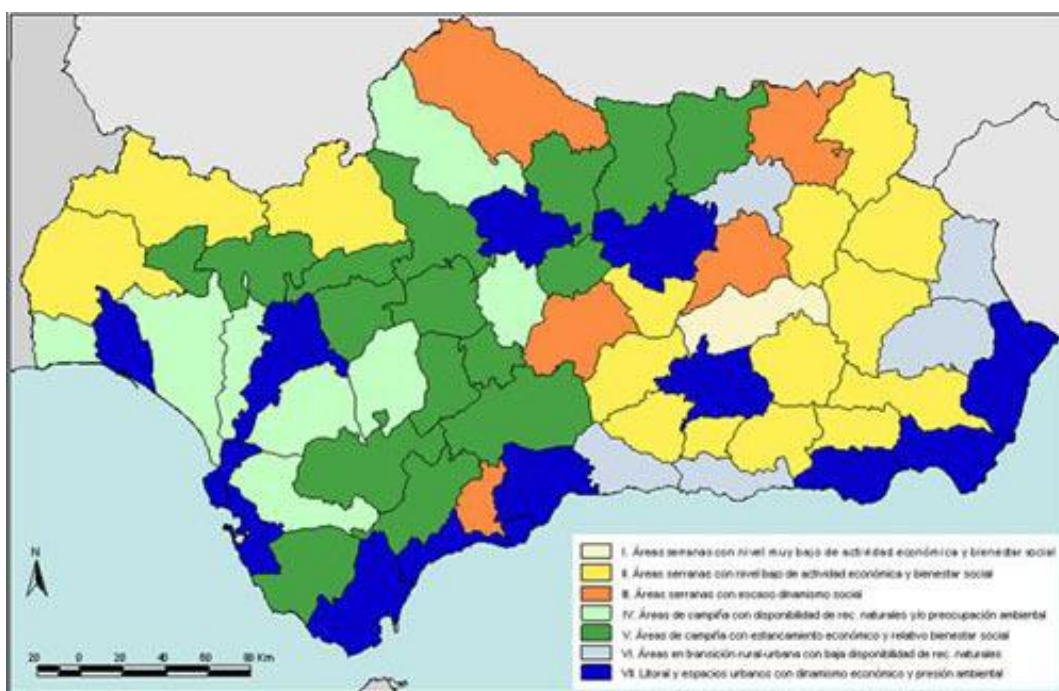 I. Áreas serranas con nivel muy bajo de actividad económica y bienestar social
II. Áreas serranas con nivel bajo de actividad económica y bienestar social
III. Áreas serranas con escaso dinamismo social
IV. Áreas de campiña con disponibilidad de rec. naturales y/o preocupación ambiental
V. Áreas de campiña con estancamiento económico y relativo bienestar social
VI. Áreas en transición rural-urbana con baja disponibilidad de rec. naturales
VII. Litoral y espacios urbanos con dinamismo económico y presión ambiental
N
20 0 20 40 60 80 Km